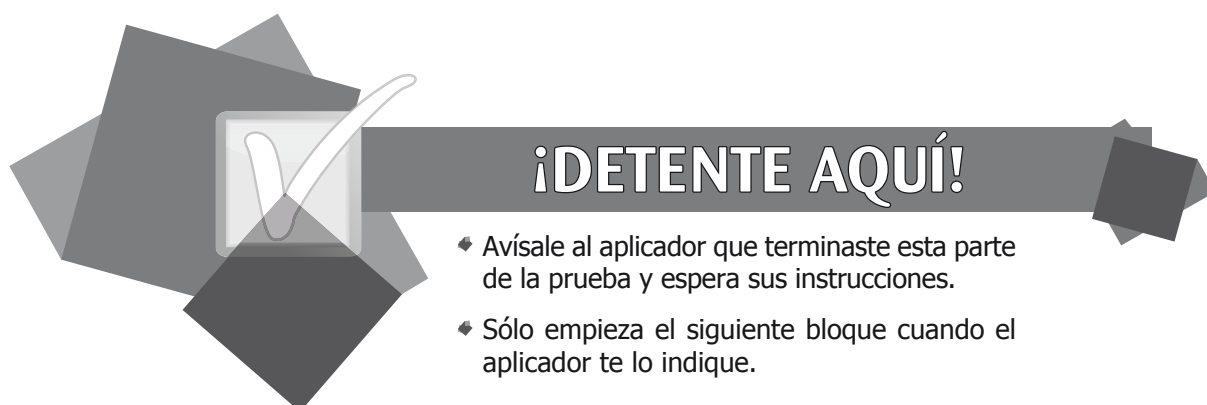 ¡DETENTE AQUÍ!
Avísale al aplicador que terminaste esta parte
de la prueba y espera sus instrucciones.
Sólo empieza el siguiente bloque cuando el
aplicador te lo indique.